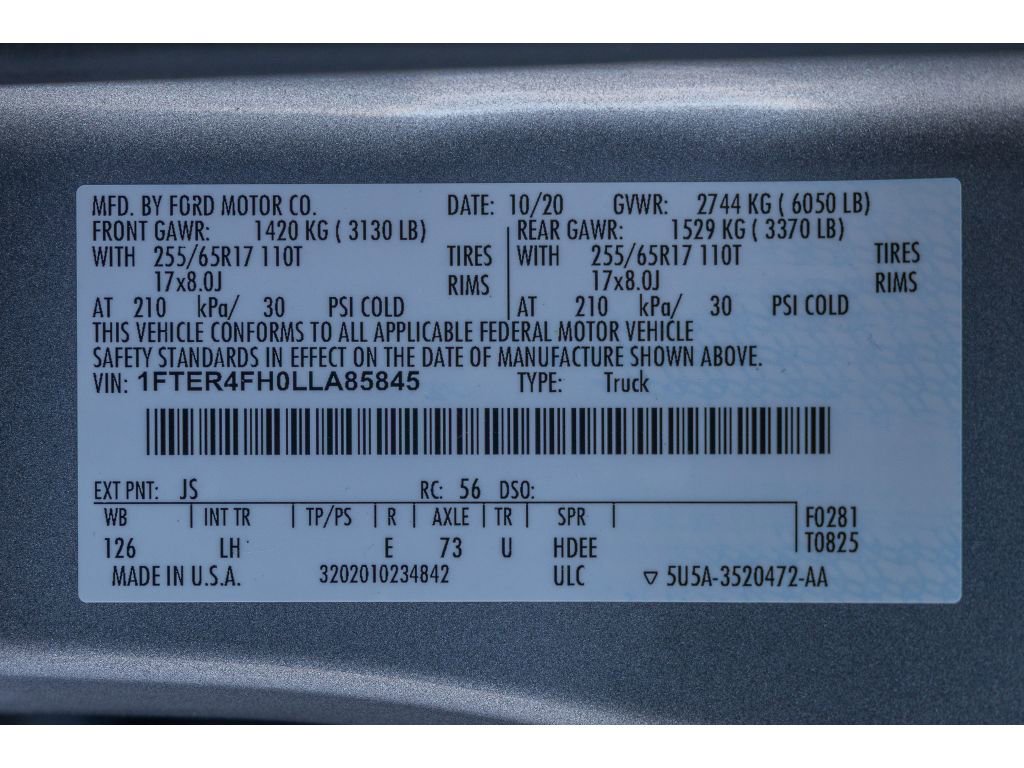 MFD. BY FORD MOTOR CO. DATE: 10/20 GVWR: 2744 KG ( 6050 LB)
FRONT GAWR: 1420 KG ( 3130 LB) REAR GAWR: 1529 KG ( 3370 LB)
WITH 255/65R17 110T TIRES WITH 255/65R17 110T TIRES
17x8.0J RIMS 17x8.0J RIMS
AT 210 kPa/ 30 PSI COLD AT 210 kPa/ 30 PSI COLD
THIS VEHICLE CONFORMS TO ALL APPLICABLE FEDERAL MOTOR VEHICLE
SAFETY STANDARDS IN EFFECT ON THE DATE OF MANUFACTURE SHOWN ABOVE.
VIN: 1FTER4FH0LLA85845 TYPE: Truck
EXT PNT: JS RC: 56 DSO:
WB | INT TR | TP/PS | R | AXLE | TR | SPR | F0281
126 LH E 73 U HDEE T0825
MADE IN U.S.A. 3202010234842 ULC ▽ 5U5A-3520472-AA